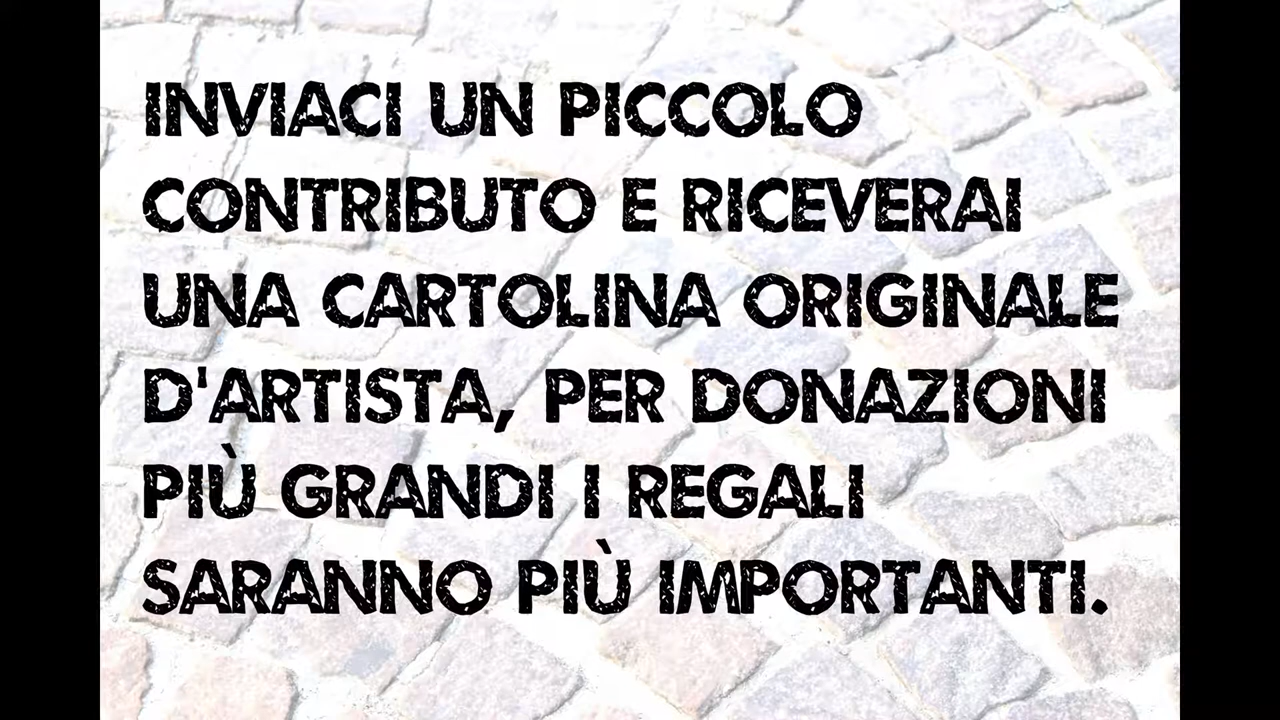 INVIACI UN PICCOLO
CONTRIBUTO E RICEVERAI
UNA CARTOLINA ORIGINALE
D'ARTISTA, PER DONAZIONI
PIÙ GRANDI I REGALI
SARANNO PIÙ IMPORTANTI.